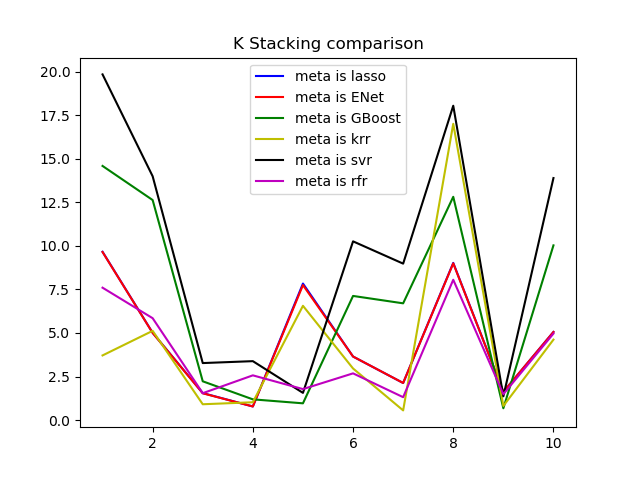 K Stacking comparison
20.0
17.5
15.0
12.5
10.0
7.5
5.0
2.5
0.0
meta is lasso
meta is ENet
meta is GBoost
meta is krr
meta is svr
meta is rfr
2 4 6 8 10